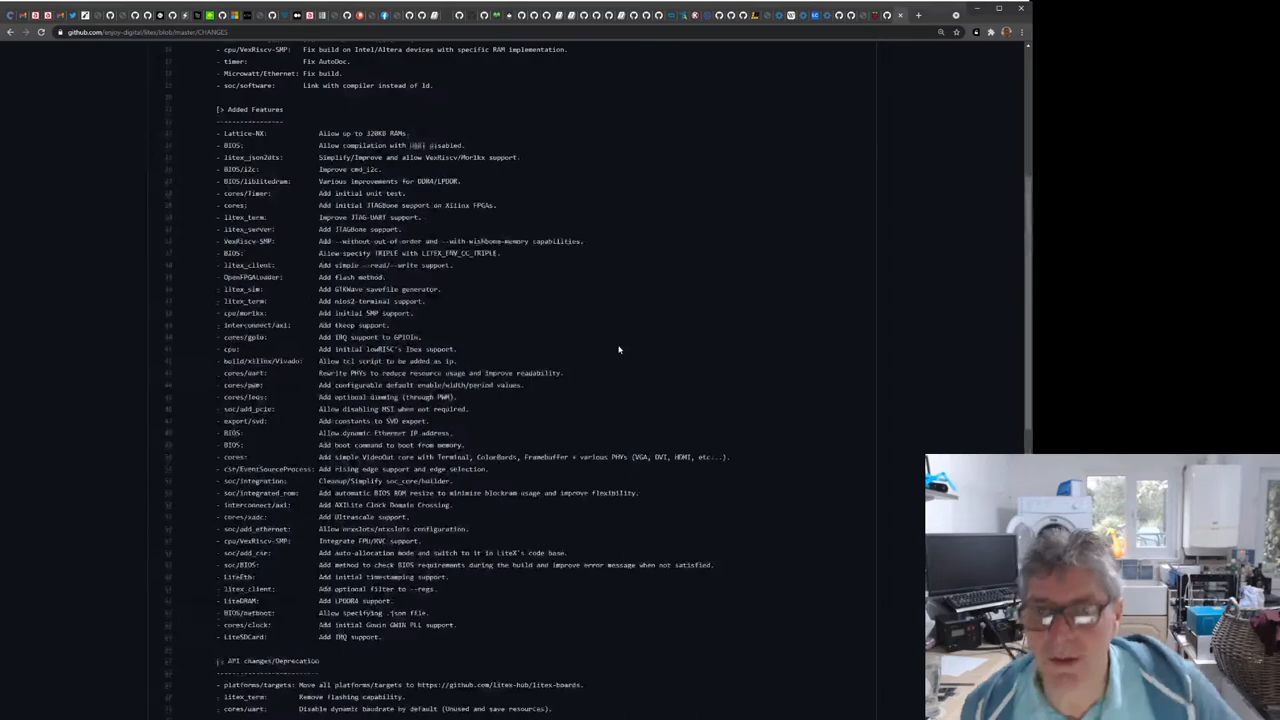 github.com/enjoy-digital/litex/blob/master/CHANGES
- cpu/VexRiscv-SMP: Fix build on Intel/Altera devices with specific RAM implementation.
- timer: Fix AutoDoc.
- Microwatt/Ethernet: Fix build.
- soc/software: Link with compiler instead of ld.
[> Added Features
----------------
- Lattice-NX: Allow up to 320KB RAMs.
- BIOS: Allow compilation with disabled.
- litex_json2dts: Simplify/Improve and allow VexRiscv/Mor1kx support.
- BIOS/i2c: Improve cmd_i2c.
- BIOS/liblitedram: Various improvements for DDR4/LPDDR.
- cores/Timer: Add initial unit test.
- cores: Add initial JTAGBone support on Xilinx FPGAs.
- litex_term: Improve JTAG-UART support.
- litex_server: Add JTAGBone support.
- VexRiscv-SMP: Add --without-out-of-order and --with-wishbone-memory capabilities.
- BIOS: Allow specify TRIPLE with LITEX_ENV_CC_TRIPLE.
- litex_client: Add simple --read/--write support.
- OpenFPGALoader: Add flash method.
- litex_sim: Add GTKWave savefile generator.
- litex_term: Add nios2-terminal support.
- cpu/mor1kx: Add initial SMP support.
- interconnect/axi: Add tkeep support.
- cores/gpio: Add IRQ support to GPIOIn.
- cpu: Add initial lowRISC's Ibex support.
- build/xilinx/Vivado: Allow tcl script to be added as ip.
- cores/uart: Rewrite PHYs to reduce resource usage and improve readability.
- cores/pwm: Add configurable default enable/width/period values.
- cores/leds: Add optional dimming (through PWM).
- soc/add_pcie: Allow disabling MSI when not required.
- export/svd: Add constants to SVD export.
- BIOS: Allow dynamic Ethernet IP address.
- BIOS: Add boot command to boot from memory.
- cores: Add simple VideoOut core with Terminal, ColorBards, Framebuffer + various PHYs (VGA, DVI, HDMI, etc...).
- csr/EventSourceProcess: Add rising edge support and edge selection.
- soc/integration: Cleanup/Simplify soc_core/builder.
- soc/integrated_rom: Add automatic BIOS ROM resize to minimize blockram usage and improve flexibility.
- interconnect/axi: Add AXILite Clock Domain Crossing.
- cores/xadc: Add Ultrascale support.
- soc/add_ethernet: Allow nrxslots/ntxslots configuration.
- cpu/VexRiscv-SMP: Integrate FPU/RVC support.
- soc/add_csr: Add auto-allocation mode and switch to it in LiteX's code base.
- soc/BIOS: Add method to check BIOS requirements during the build and improve error message when not satisfied.
- LiteEth: Add initial timestamping support.
- litex_client: Add optional filter to --regs.
- LiteDRAM: Add LPDDR4 support.
- BIOS/netboot: Allow specifying .json file.
- cores/clock: Add initial Gowin GW1N PLL support.
- LiteSDCard: Add IRQ support.
[> API changes/Deprecation
- platforms/targets: Move all platforms/targets to https://github.com/litex-hub/litex-boards.
- litex_term: Remove flashing capability.
- cores/uart: Disable dynamic baudrate by default (Unused and save resources).